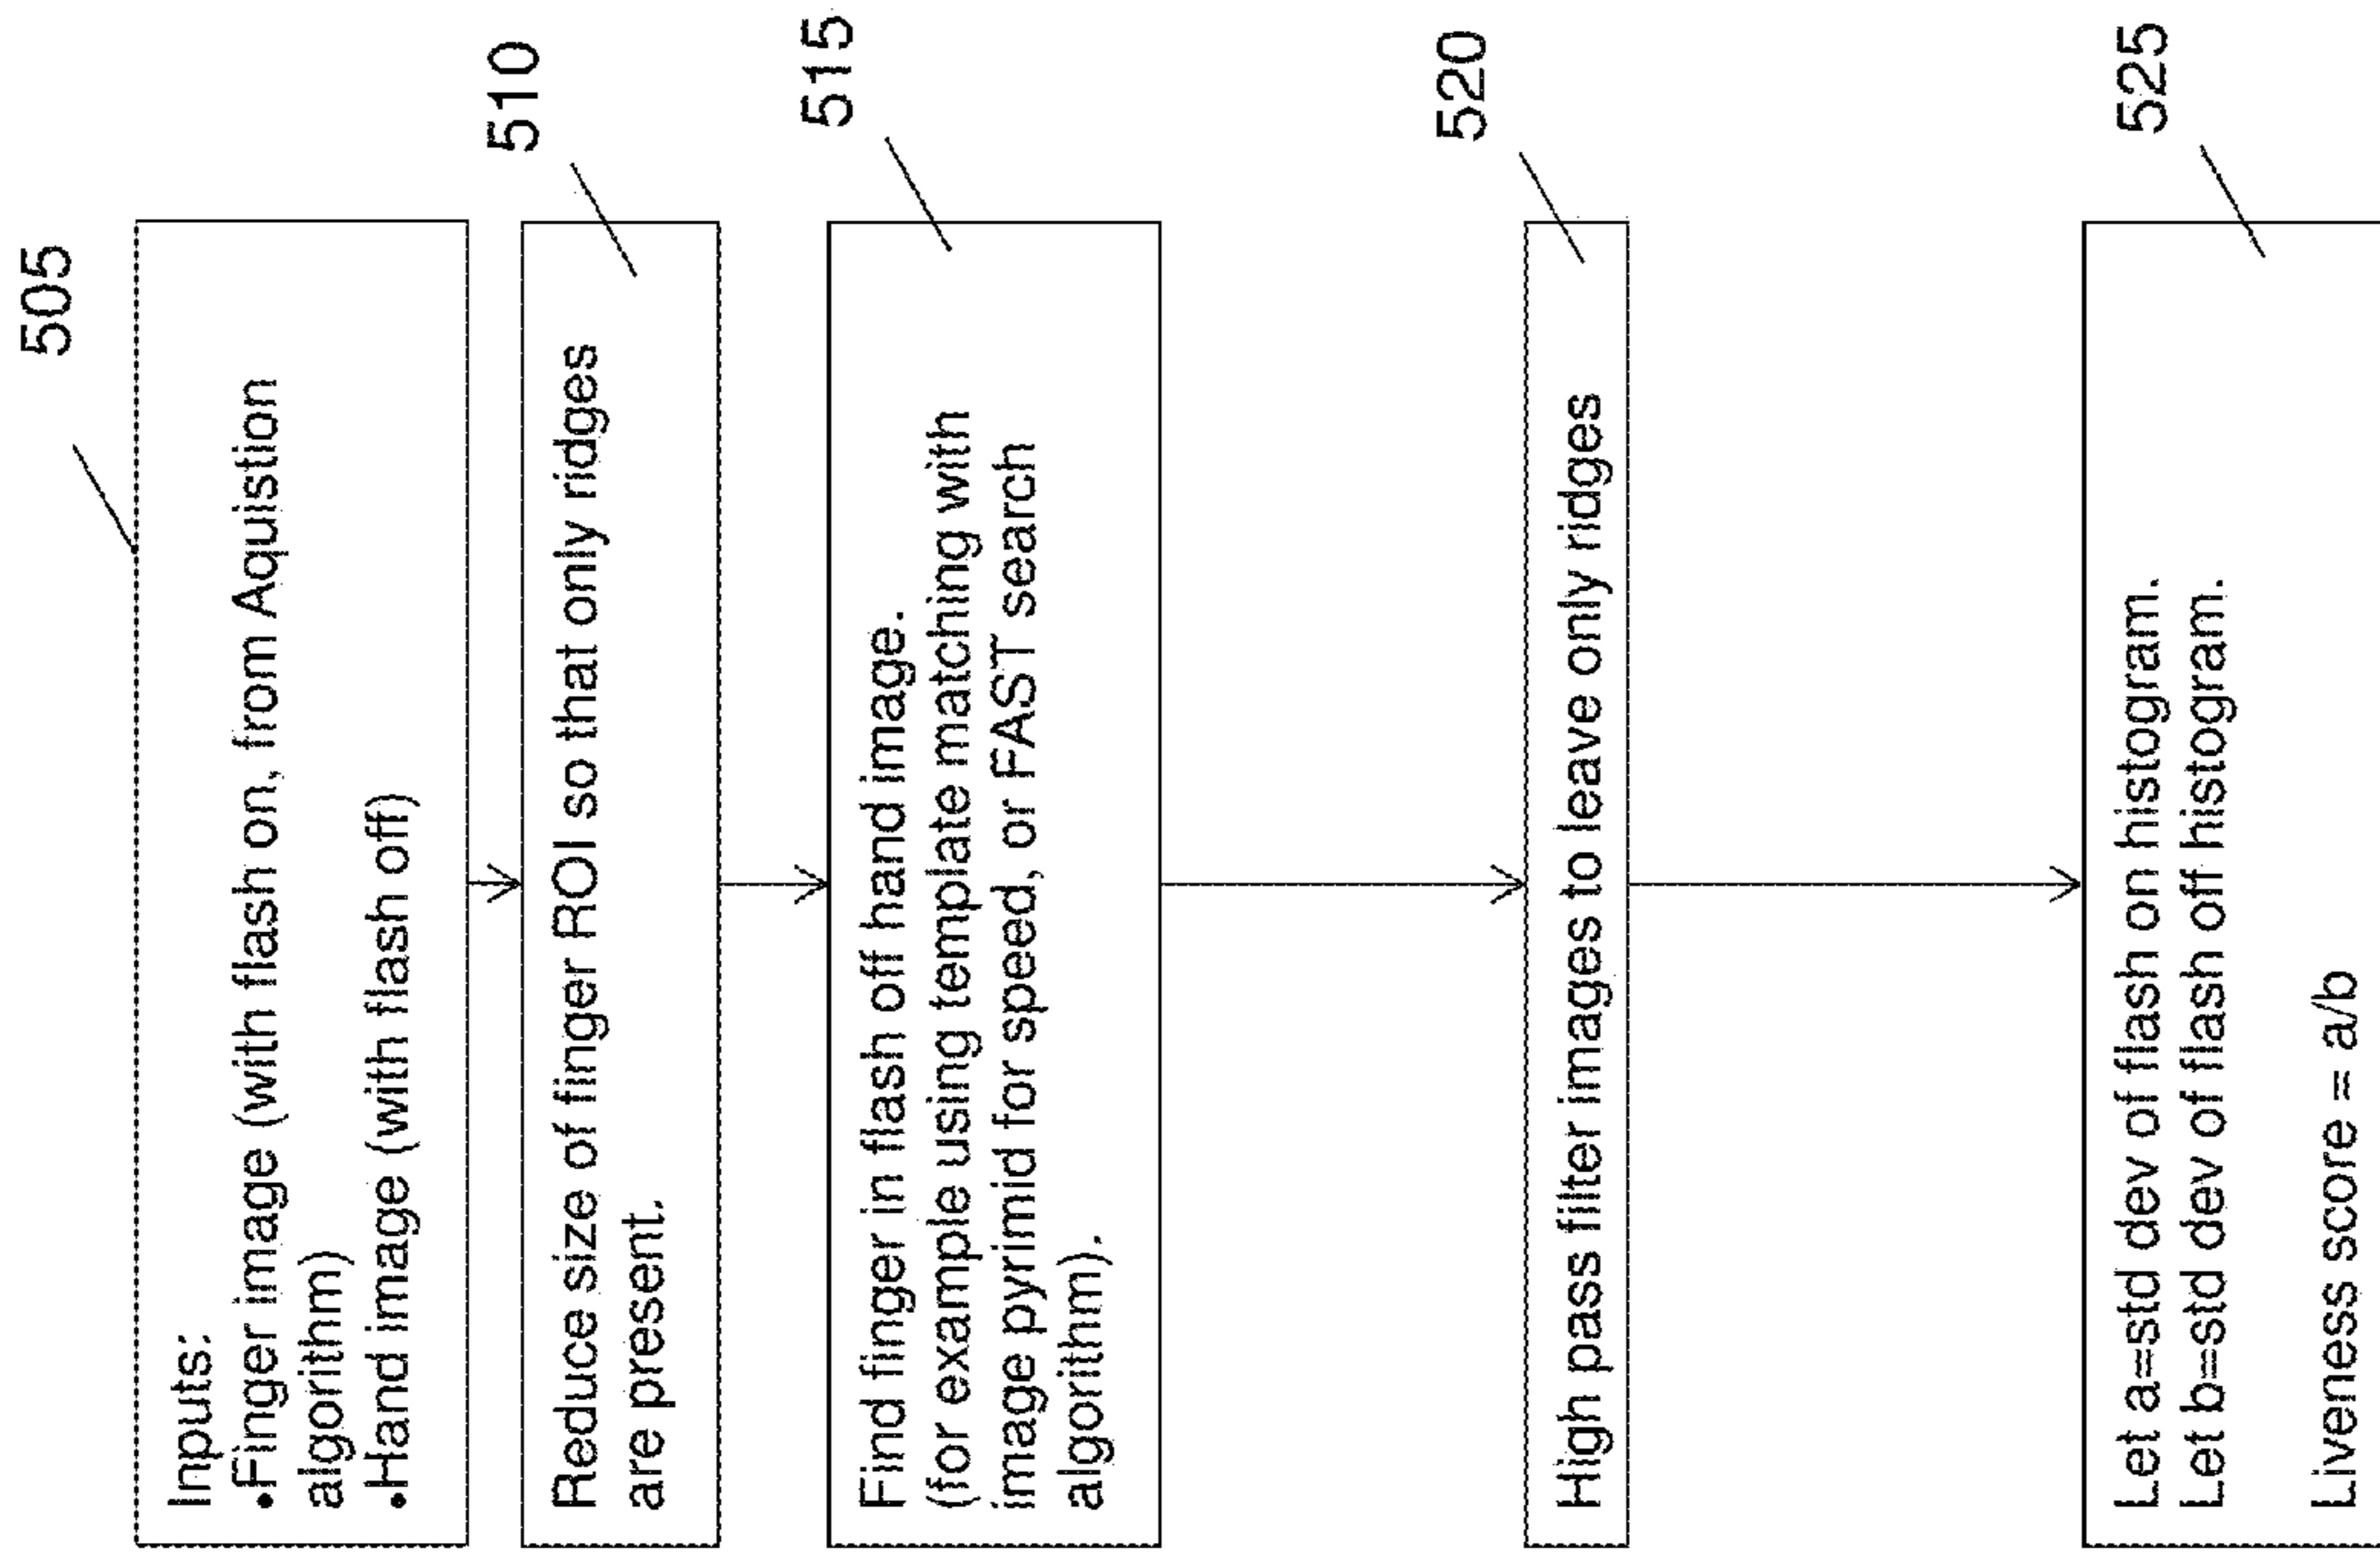 505
Inputs:
•Finger image (with flash on, from Aquistion
algorithm)
•Hand image (with flash off)
510
Reduce size of finger ROI so that only ridges
are present.
515
Find finger in flash off hand image.
(for example using template matching with
image pyrimid for speed, or FAST search
algorithm).
520
High pass filter images to leave only ridges
525
Let a=std dev of flash on histogram.
Let b=std dev of flash off histogram.
Liveness score = a/b